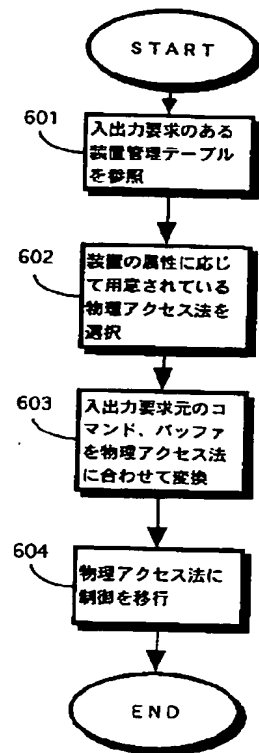 START
601
入出力要求のある
装置管理テーブル
を参照
602
装置の属性に応じ
て用意されている
物理アクセス法を
選択
603
入出力要求元のコ
マンド、バッファ
を物理アクセス法
に合わせて変換
604
物理アクセス法に
制御を移行
END